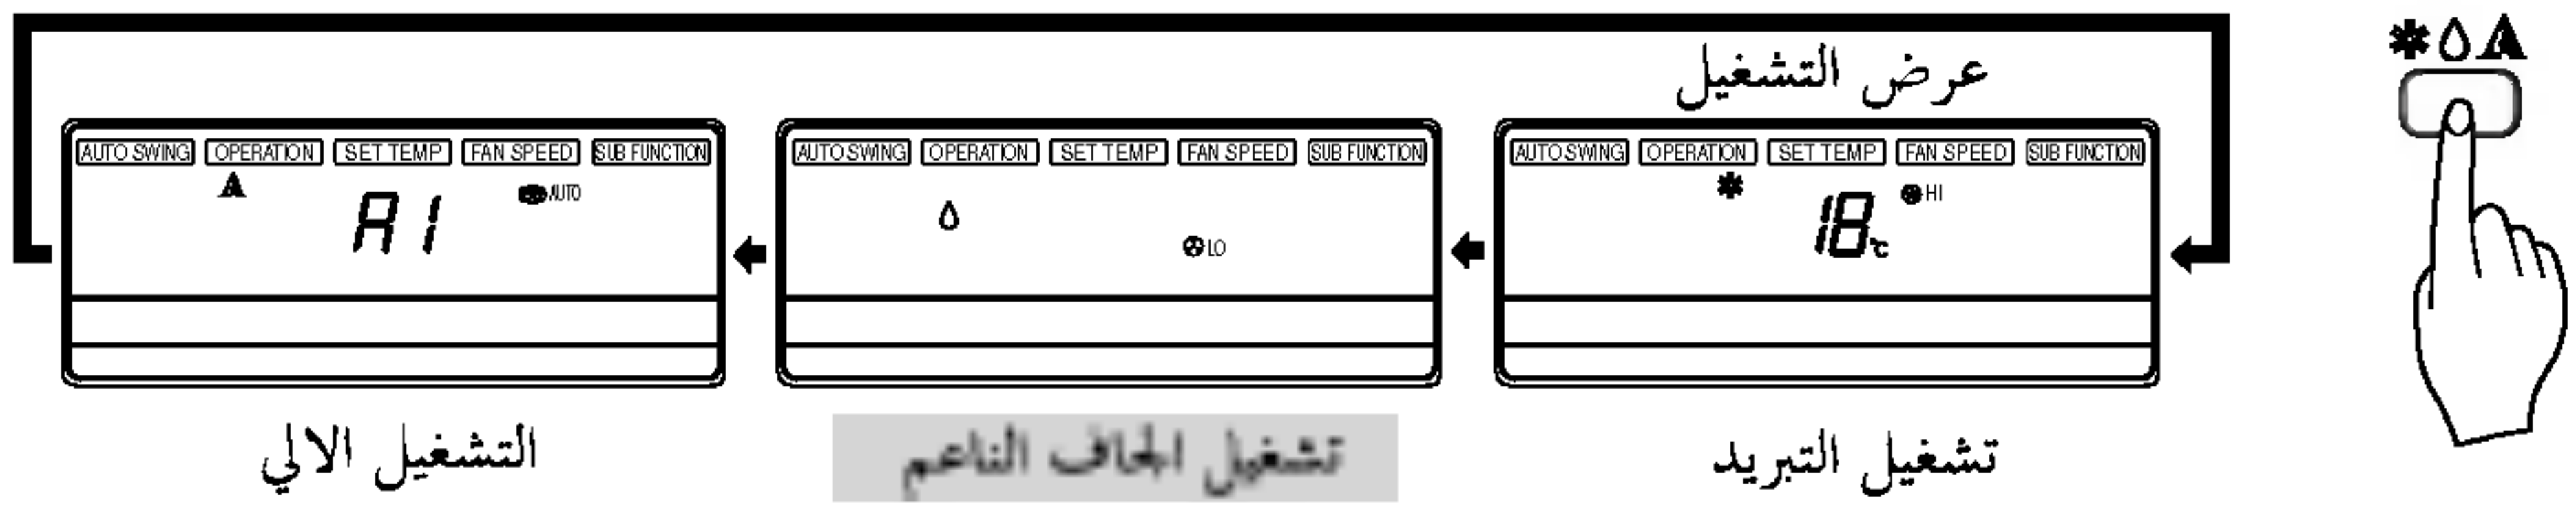 عرض التشغيل
AUTO SWING OPERATION SET TEMP FAN SPEED SUB FUNCTION
18°C HI
تشغيل التبريد
AUTO SWING OPERATION SET TEMP FAN SPEED SUB FUNCTION
LO
تشغيل الجاف الناعم
AUTO SWING OPERATION SET TEMP FAN SPEED SUB FUNCTION
A1 AUTO
التشغيل الالي